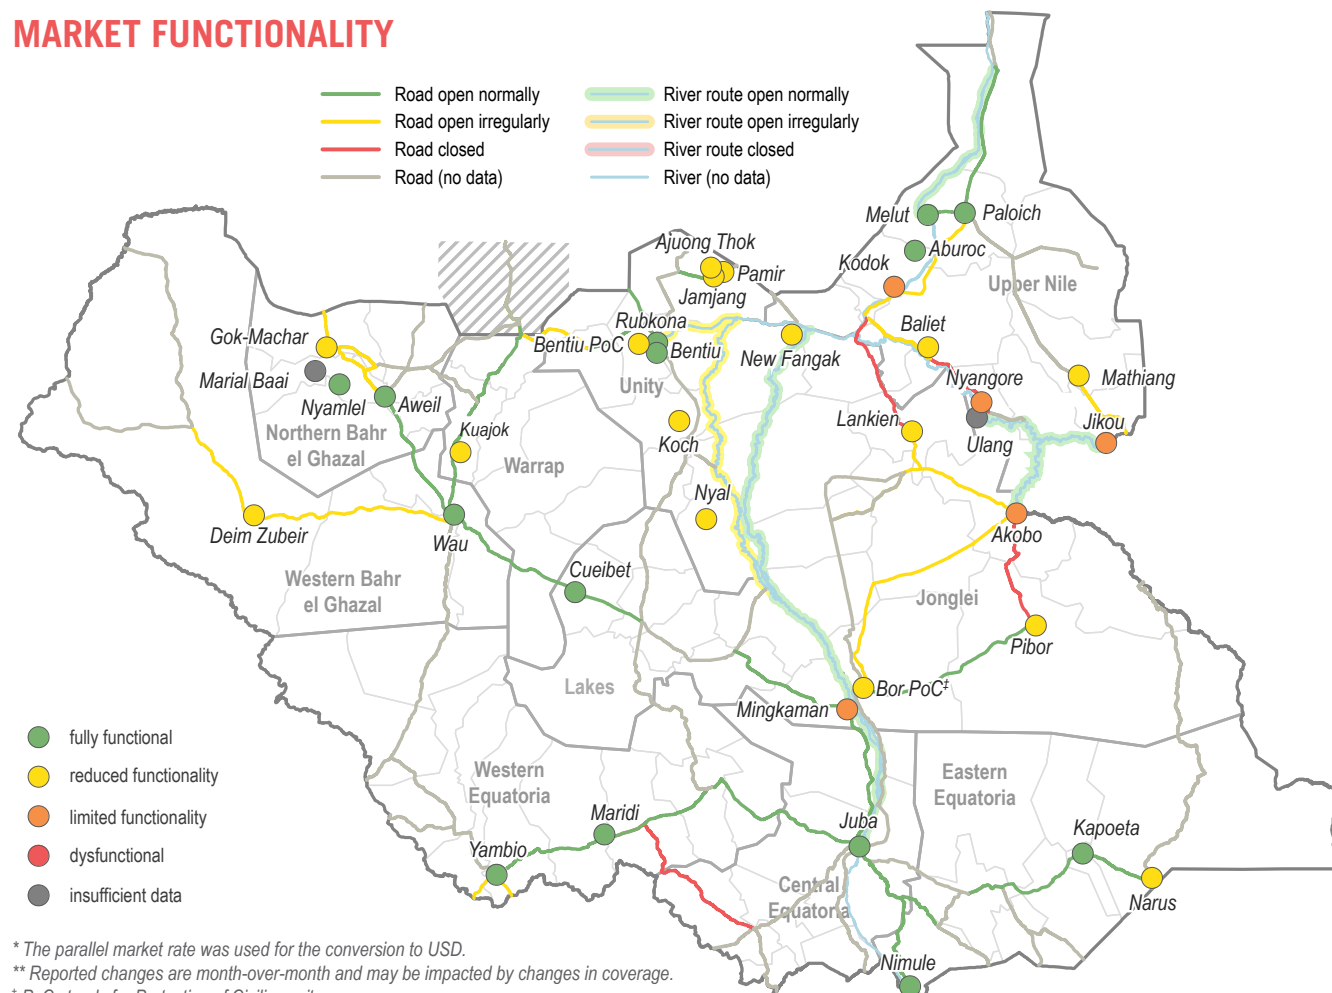 MARKET FUNCTIONALITY
Road open normally
Road open irregularly
Road closed
Road (no data)
River route open normally
River route open irregularly
River route closed
River (no data)
Melut
Paloich
Aburoc
Kodok
Upper Nile
Ajuong Thok
Pamir
Jamjang
Rubkona
Bentiu PoC
Bentiu
New Fangak
Baliet
Gok-Machar
Marial Baai
Nyamlel
Aweil
Northern Bahr
el Ghazal
Unity
Nyangore
Mathiang
Jikou
Ulang
Lankien
Kuajok
Warrap
Koch
Nyal
Deim Zubeir
Wau
Akobo
Cueibet
Western Bahr
el Ghazal
Jonglei
Pibor
Lakes
Bor PoC‡
Mingkaman
fully functional
reduced functionality
limited functionality
dysfunctional
insufficient data
Western
Equatoria
Eastern
Equatoria
Maridi
Juba
Kapoeta
Yambio
Central
Equatoria
Narus
Nimule
* The parallel market rate was used for the conversion to USD.
** Reported changes are month-over-month and may be impacted by changes in coverage.